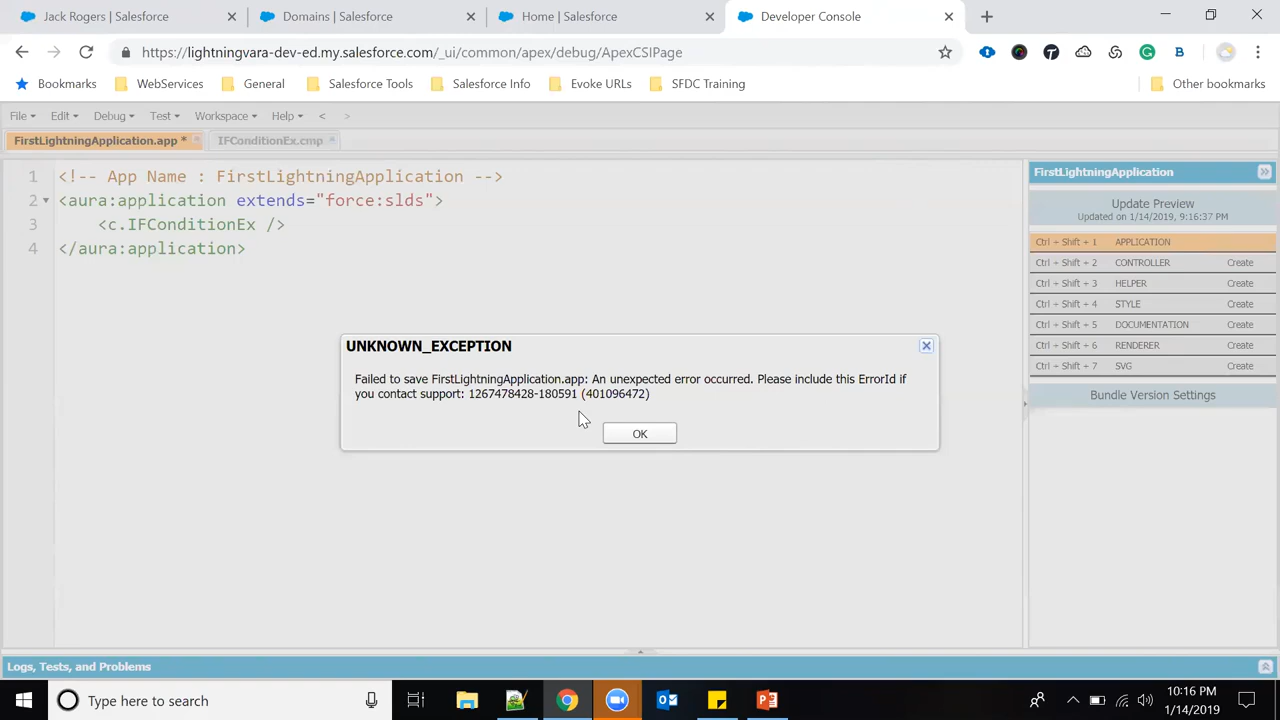 Jack Rogers | Salesforce
Domains | Salesforce
Home | Salesforce
Developer Console
https://lightningvara-dev-ed.my.salesforce.com/_ui/common/apex/debug/ApexCSIPage
Bookmarks
WebServices
General
Salesforce Tools
Salesforce Info
Evoke URLs
SFDC Training
Other bookmarks
File Edit Debug Test Workspace Help < >
FirstLightningApplication.app *
IFConditionEx.cmp
1 <!-- App Name : FirstLightningApplication -->
2 <aura:application extends="force:slds">
3 <c.IFConditionEx />
4 </aura:application>
FirstLightningApplication
Update Preview
Updated on 1/14/2019, 9:16:37 PM
Ctrl + Shift + 1 APPLICATION
Ctrl + Shift + 2 CONTROLLER Create
Ctrl + Shift + 3 HELPER Create
Ctrl + Shift + 4 STYLE Create
Ctrl + Shift + 5 DOCUMENTATION Create
Ctrl + Shift + 6 RENDERER Create
Ctrl + Shift + 7 SVG Create
Bundle Version Settings
UNKNOWN_EXCEPTION
Failed to save FirstLightningApplication.app: An unexpected error occurred. Please include this ErrorId if
you contact support: 1267478428-180591 (401096472)
OK
Logs, Tests, and Problems
Type here to search
10:16 PM
1/14/2019